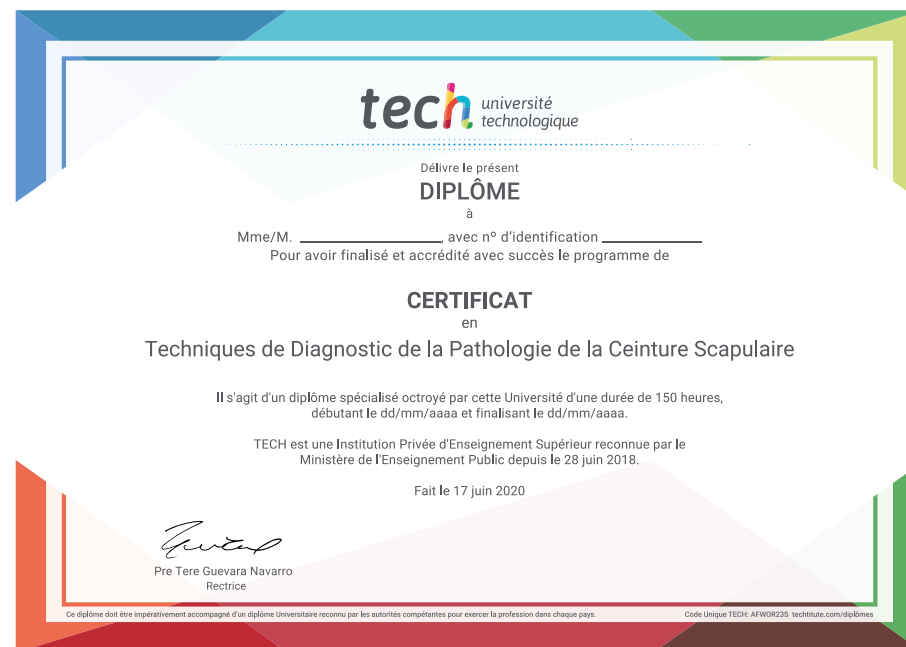 tech université
technologique
Délivre le présent
DIPLÔME
à
Mme/M. ____________________, avec nº d'identification ______________
Pour avoir finalisé et accrédité avec succès le programme de
CERTIFICAT
en
Techniques de Diagnostic de la Pathologie de la Ceinture Scapulaire
Il s'agit d'un diplôme spécialisé octroyé par cette Université d'une durée de 150 heures,
débutant le dd/mm/aaaa et finalisant le dd/mm/aaaa.
TECH est une Institution Privée d'Enseignement Supérieur reconnue par le
Ministère de l'Enseignement Public depuis le 28 juin 2018.
Fait le 17 juin 2020
Pre Tere Guevara Navarro
Rectrice
Ce diplôme doit être impérativement accompagné d'un diplôme Universitaire reconnu par les autorités compétantes pour exercer la profession dans chaque pays.
Code Unique TECH: AFWOR23S techtitute.com/diplômes